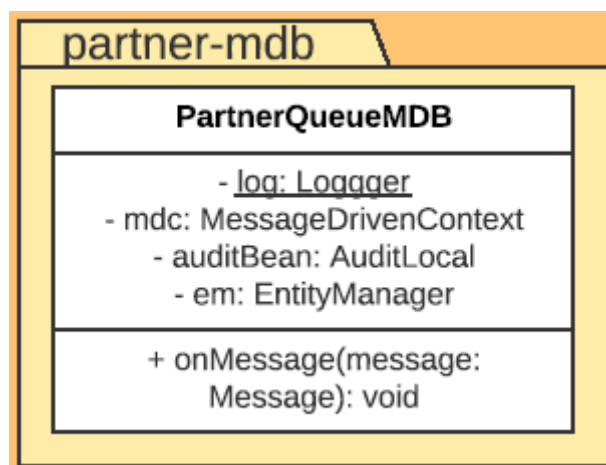 partner-mdb
PartnerQueueMDB
- log: Loggger
- mdc: MessageDrivenContext
- auditBean: AuditLocal
- em: EntityManager
+ onMessage(message:
Message): void